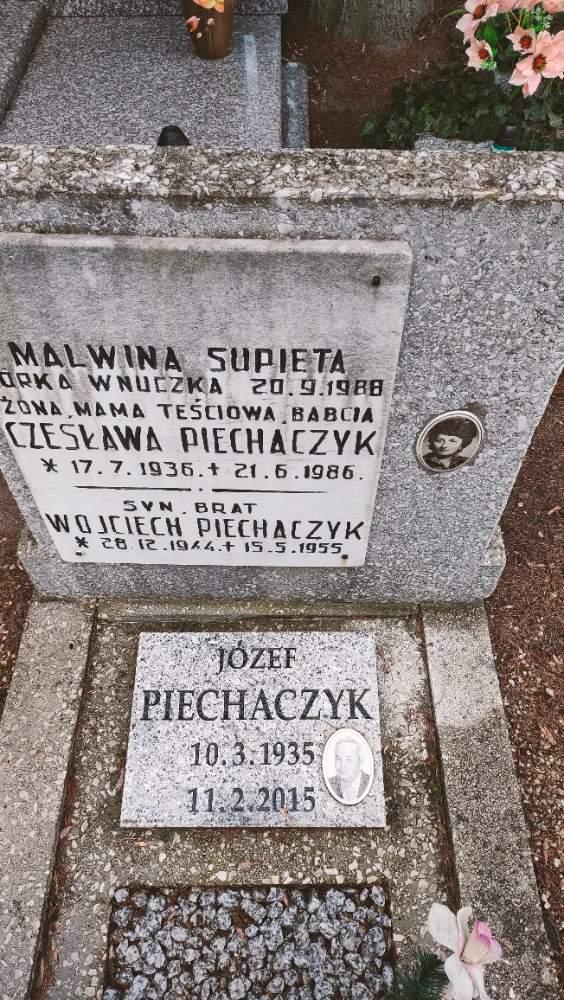 MALWINA SUPIETA
ÓRKA WNUCZKA 20.9.1988
ŻONA, MAMA TEŚCIOWA, BABCIA
CZESŁAWA PIECHACZYK
* 17.7.1936. + 21.6.1986.
SYN, BRAT
WOJCIECH PIECHACZYK
* 28.12.1944. + 15.5.1955
JÓZEF
PIECHACZYK
10.3.1935
11.2.2015